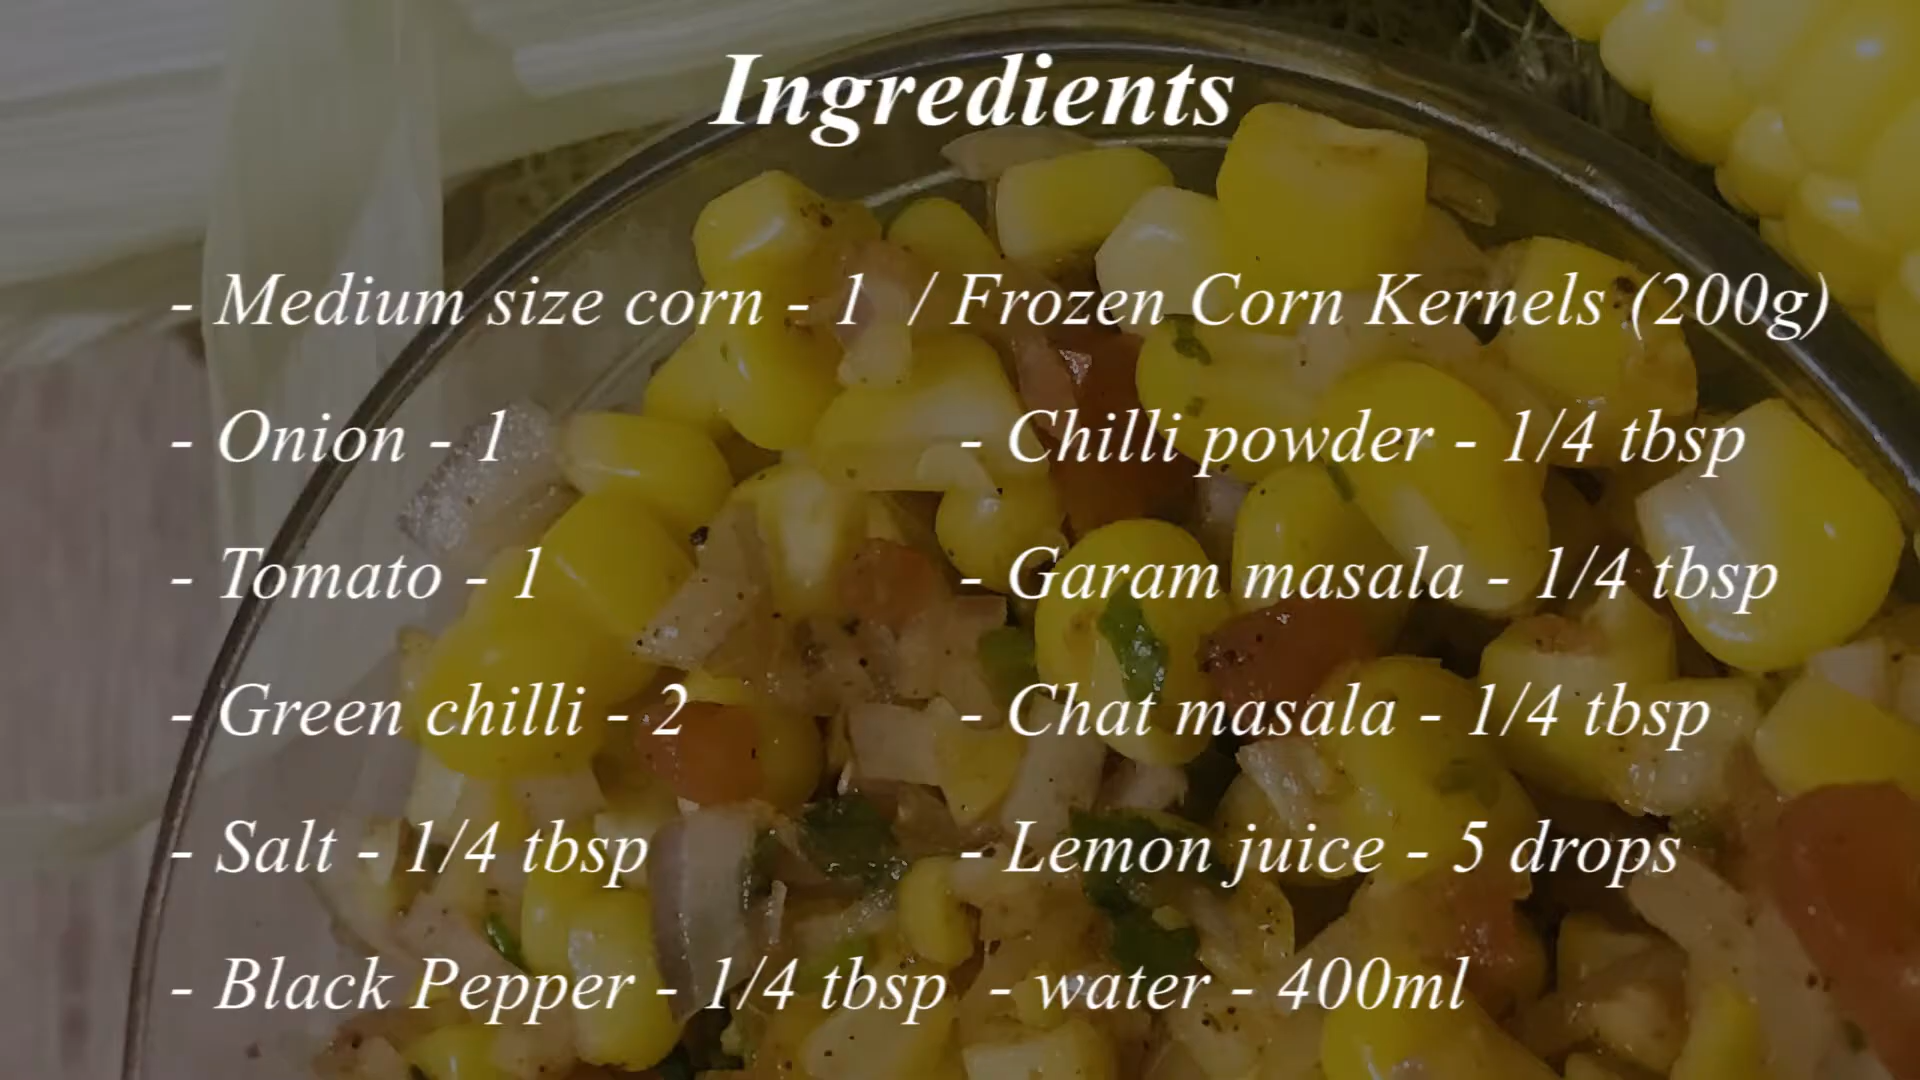 Ingredients
- Medium size corn - 1 / Frozen Corn Kernels (200g)
- Onion - 1
- Tomato - 1
- Green chilli - 2
- Salt - 1/4 tbsp
- Black Pepper - 1/4 tbsp
- Chilli powder - 1/4 tbsp
- Garam masala - 1/4 tbsp
- Chat masala - 1/4 tbsp
- Lemon juice - 5 drops
- water - 400ml